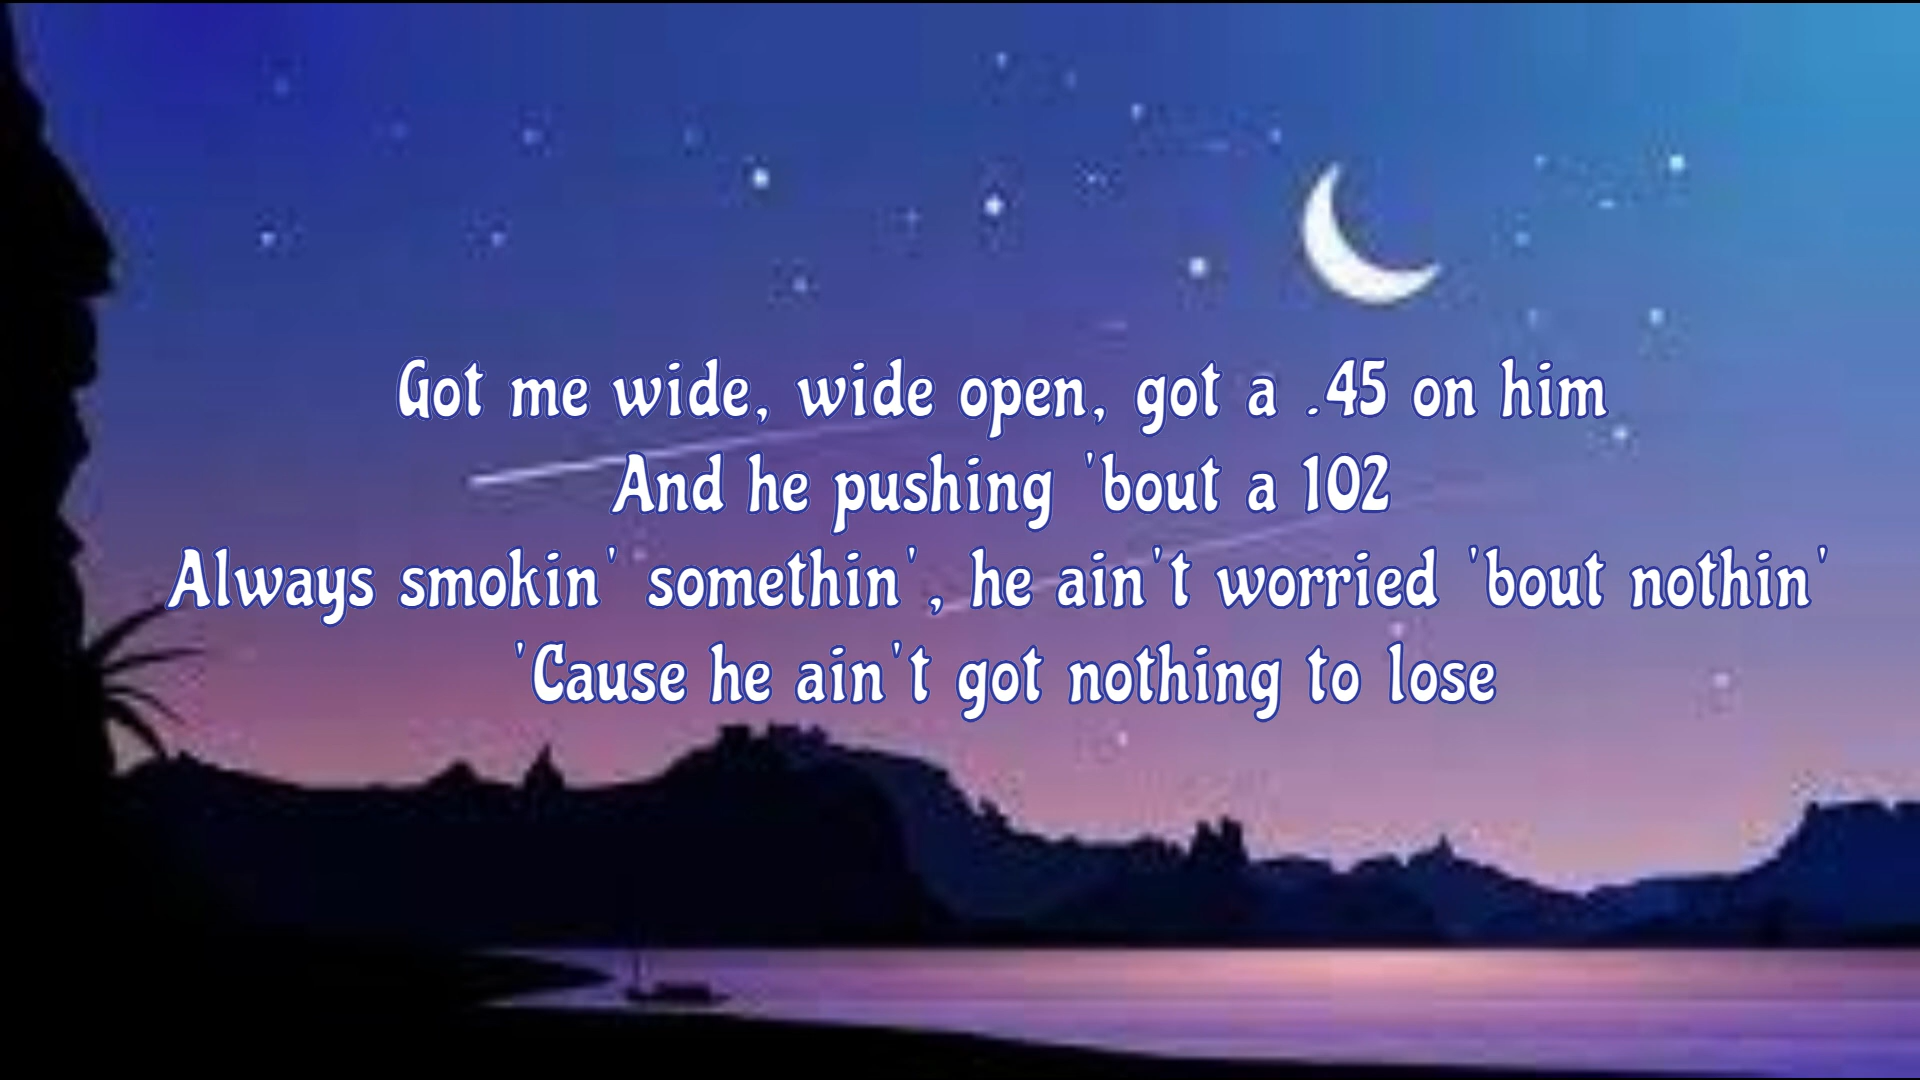 Got me wide, wide open, got a .45 on him
And he pushing 'bout a 102
Always smokin' somethin', he ain't worried 'bout nothin'
'Cause he ain't got nothing to lose